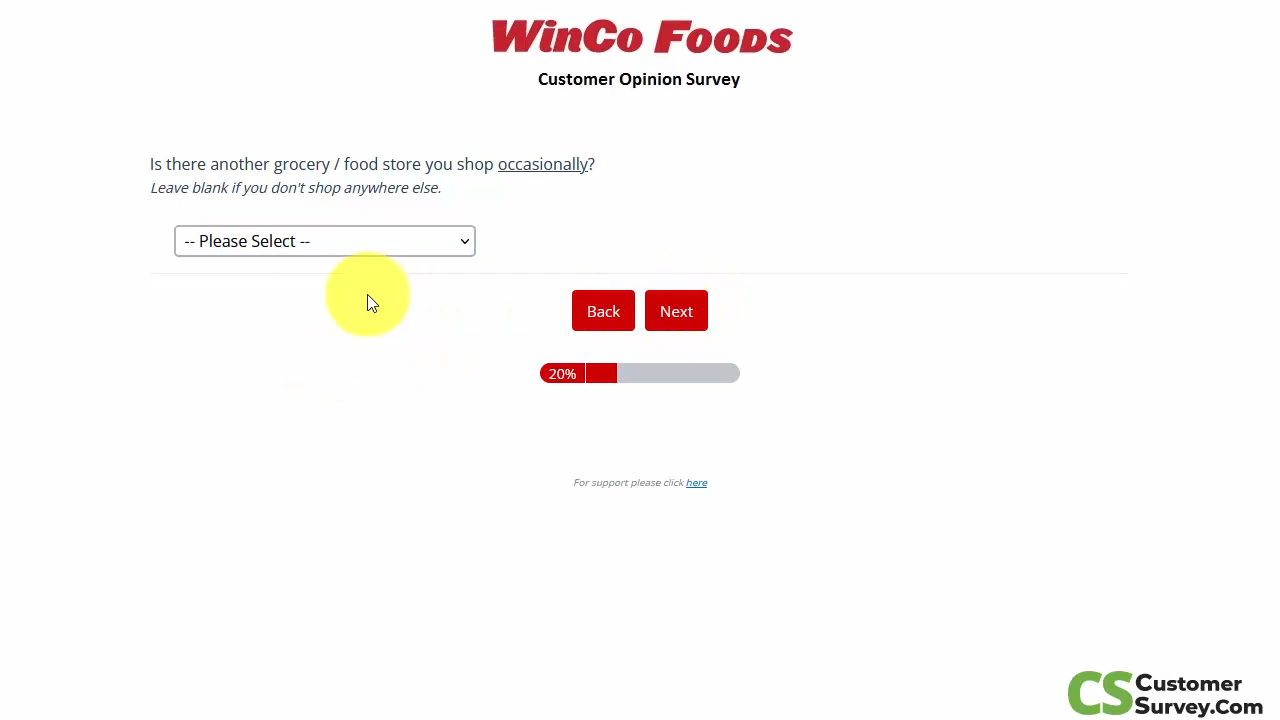 WinCo Foods
Customer Opinion Survey
Is there another grocery / food store you shop occasionally?
Leave blank if you don't shop anywhere else.
-- Please Select --
Back Next
20%
For support please click here
CS Customer
Survey.Com